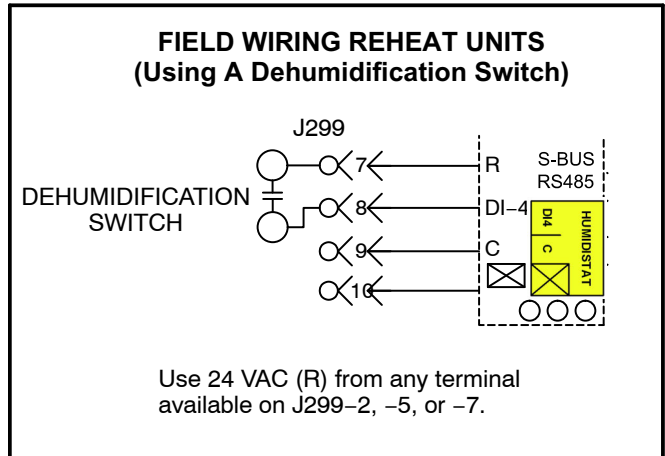 FIELD WIRING REHEAT UNITS
(Using A Dehumidification Switch)
J299
DEHUMIDIFICATION
SWITCH
7
8
9
10
R
DI−4
C
S-BUS
RS485
DI4
C
HUMIDISTAT
Use 24 VAC (R) from any terminal
available on J299−2, −5, or −7.